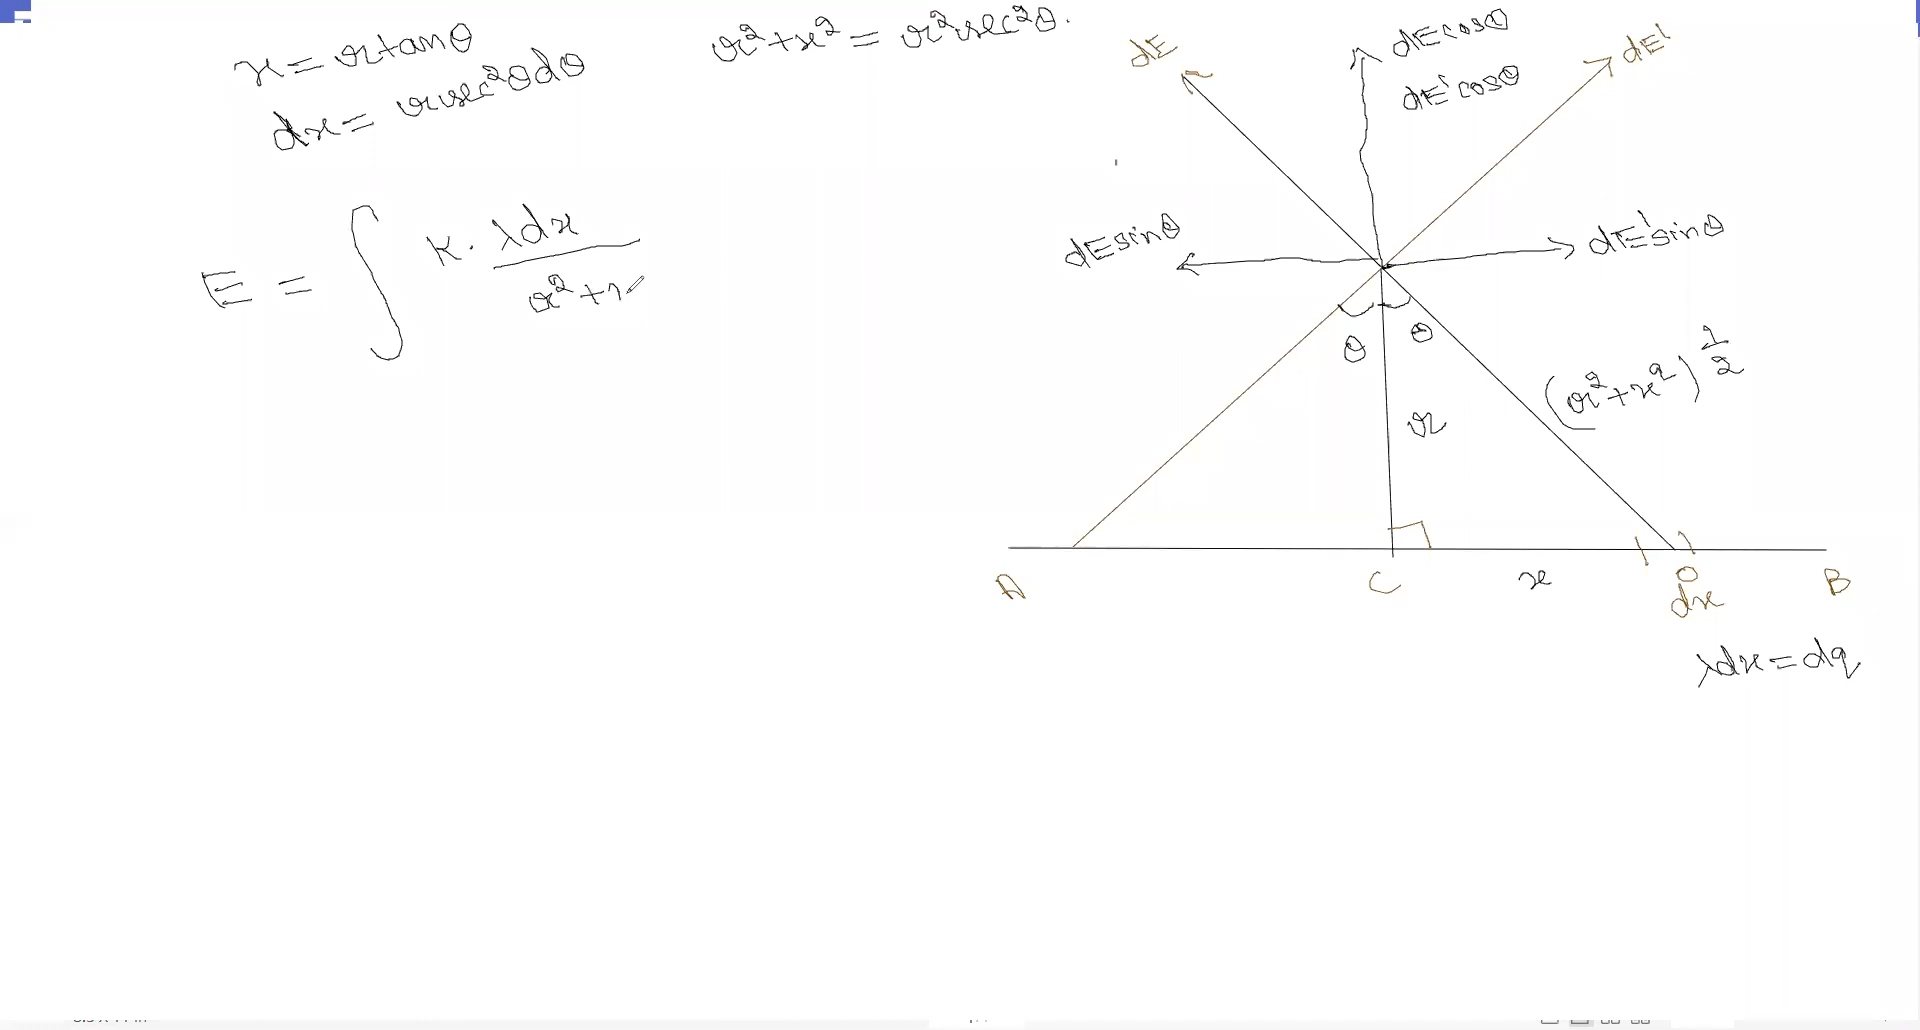 x = r tanθ
dx = r sec²θ dθ
r² + x² = r² sec²θ.
E = ∫ K · λdx / r² +
dE
dE cosθ
dE' cosθ
dE'
dE sinθ
dE' sinθ
θ θ
r
(r² + x²)^1/2
A C x O B
dx
λdx = dq